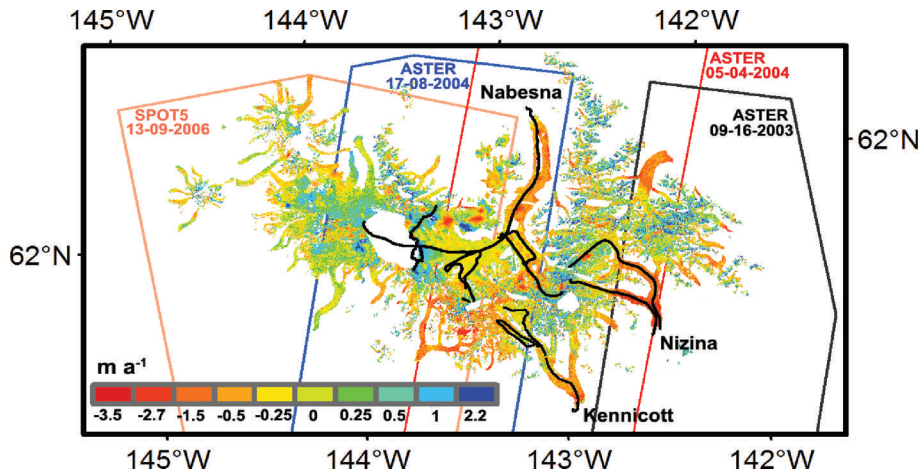 145°W 144°W 143°W 142°W
ASTER
05-04-2004
ASTER
17-08-2004
Nabesna
SPOT5
13-09-2006
ASTER
09-16-2003
62°N
62°N
Nizina
m a⁻¹
-3.5 -2.7 -1.5 -0.5 -0.25 0 0.25 0.5 1 2.2
Kennicott
145°W 144°W 143°W 142°W